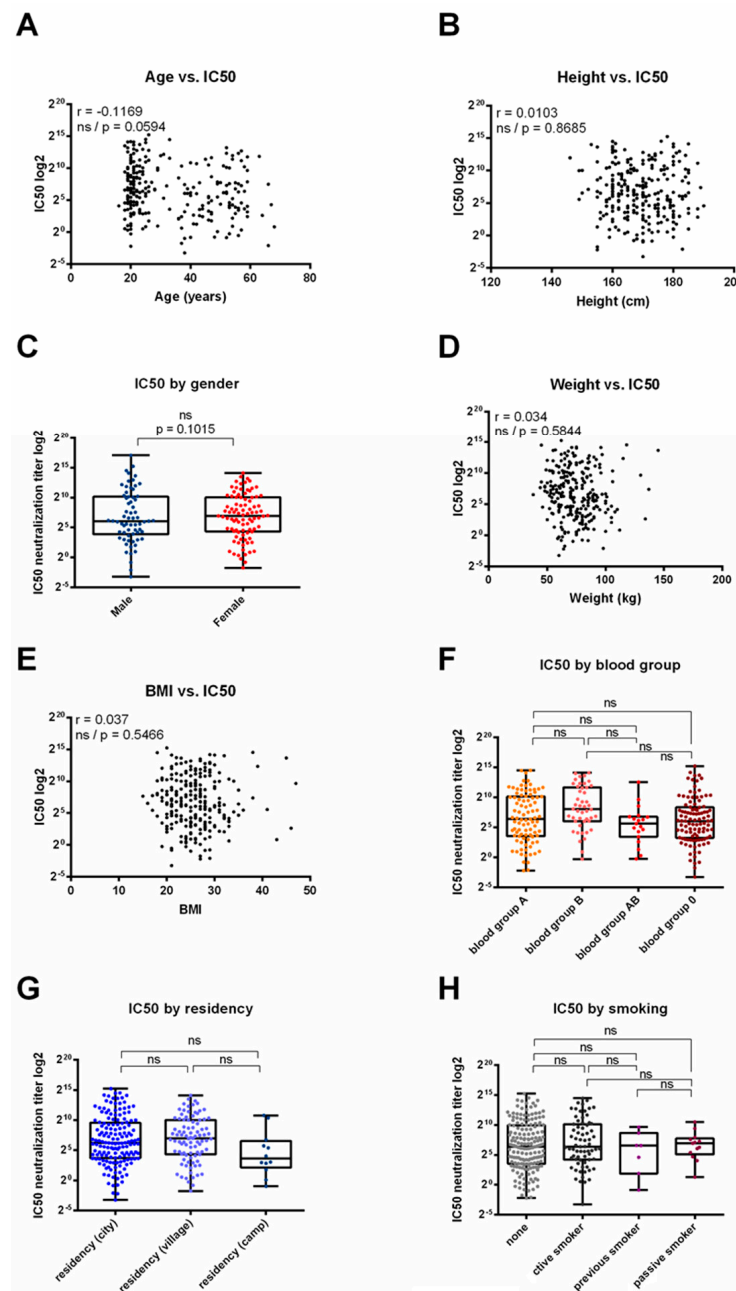 A
Age vs. IC50
r = -0.1169
ns / p = 0.0594
IC50 log2
2^20
2^15
2^10
2^5
2^0
2^-5
0 20 40 60 80
Age (years)
B
Height vs. IC50
r = 0.0103
ns / p = 0.8685
IC50 log2
2^20
2^15
2^10
2^5
2^0
2^-5
120 140 160 180 200
Height (cm)
C
IC50 by gender
ns
p = 0.1015
IC50 neutralization titer log2
2^20
2^15
2^10
2^5
2^0
2^-5
Male
Female
D
Weight vs. IC50
r = 0.034
ns / p = 0.5844
IC50 log2
2^20
2^15
2^10
2^5
2^0
2^-5
0 50 100 150 200
Weight (kg)
E
BMI vs. IC50
r = 0.037
ns / p = 0.5466
IC50 log2
2^20
2^15
2^10
2^5
2^0
2^-5
0 10 20 30 40 50
BMI
F
IC50 by blood group
ns
ns
ns ns
ns
IC50 neutralization titer log2
2^20
2^15
2^10
2^5
2^0
2^-5
blood group A
blood group B
blood group AB
blood group 0
G
IC50 by residency
ns
ns ns
IC50 neutralization titer log2
2^20
2^15
2^10
2^5
2^0
2^-5
residency (city)
residency (village)
residency (camp)
H
IC50 by smoking
ns
ns
ns ns
ns
ns
IC50 neutralization titer log2
2^20
2^15
2^10
2^5
2^0
2^-5
none
ctive smoker
previous smoker
passive smoker